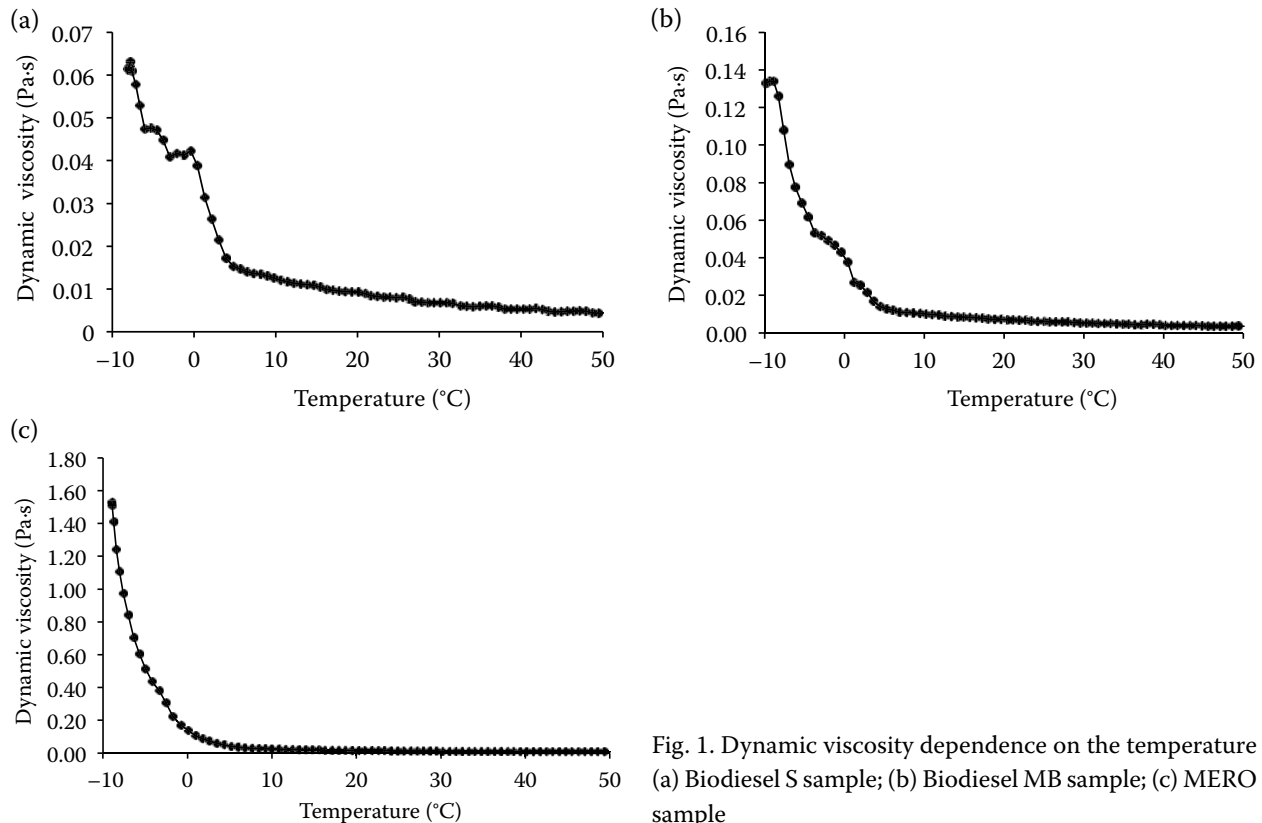 (a)
0.07
0.06
0.05
0.04
0.03
0.02
0.01
0
Dynamic viscosity (Pa·s)
–10 0 10 20 30 40 50
Temperature (°C)
(b)
0.16
0.14
0.12
0.10
0.08
0.06
0.04
0.02
0.00
Dynamic viscosity (Pa·s)
–10 0 10 20 30 40 50
Temperature (°C)
(c)
1.80
1.60
1.40
1.20
1.00
0.80
0.60
0.40
0.20
0.00
Dynamic viscosity (Pa·s)
–10 0 10 20 30 40 50
Temperature (°C)
Fig. 1. Dynamic viscosity dependence on the temperature
(a) Biodiesel S sample; (b) Biodiesel MB sample; (c) MERO
sample